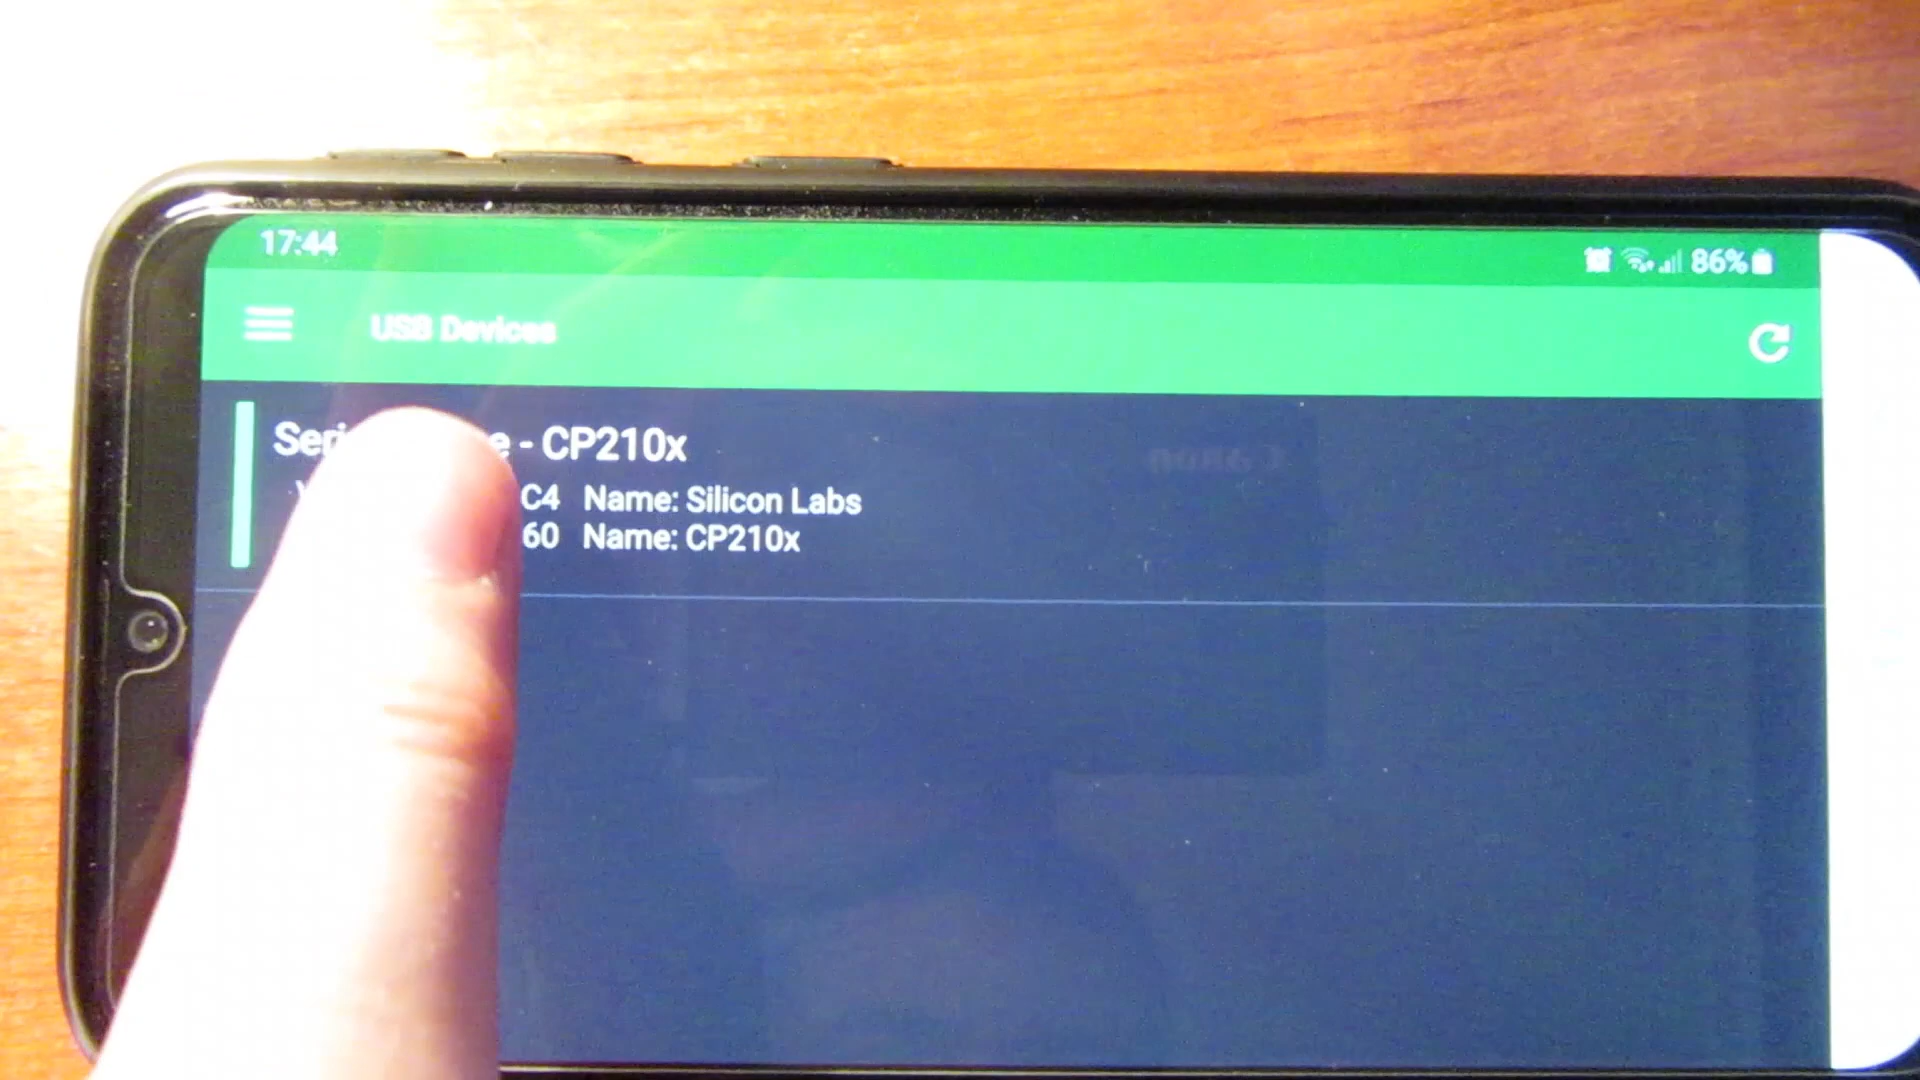 17:44
86%
USB Devices
- CP210x
C4 Name: Silicon Labs
60 Name: CP210x